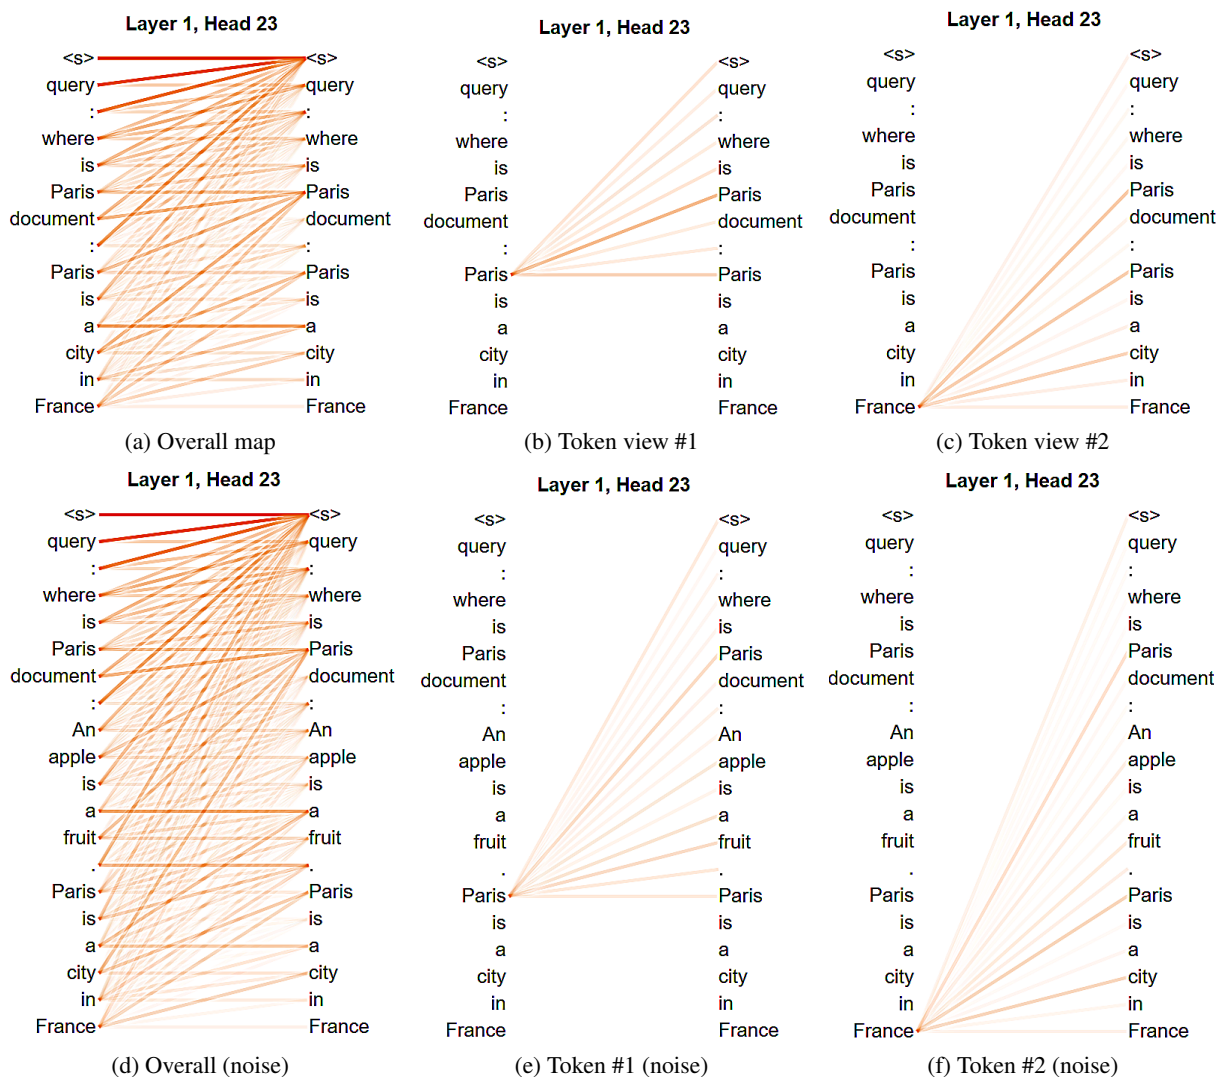 Layer 1, Head 23
<s> <s>
query query
: :
where where
is is
Paris Paris
document document
: :
Paris Paris
is is
a a
city city
in in
France France
(a) Overall map
Layer 1, Head 23
<s> <s>
query query
: :
where where
is is
Paris Paris
document document
: :
Paris Paris
is is
a a
city city
in in
France France
(b) Token view #1
Layer 1, Head 23
<s> <s>
query query
: :
where where
is is
Paris Paris
document document
: :
Paris Paris
is is
a a
city city
in in
France France
(c) Token view #2
Layer 1, Head 23
<s> <s>
query query
: :
where where
is is
Paris Paris
document document
: :
An An
apple apple
is is
a a
fruit fruit
. .
Paris Paris
is is
a a
city city
in in
France France
(d) Overall (noise)
Layer 1, Head 23
<s> <s>
query query
: :
where where
is is
Paris Paris
document document
: :
An An
apple apple
is is
a a
fruit fruit
. .
Paris Paris
is is
a a
city city
in in
France France
(e) Token #1 (noise)
Layer 1, Head 23
<s> <s>
query query
: :
where where
is is
Paris Paris
document document
: :
An An
apple apple
is is
a a
fruit fruit
. .
Paris Paris
is is
a a
city city
in in
France France
(f) Token #2 (noise)